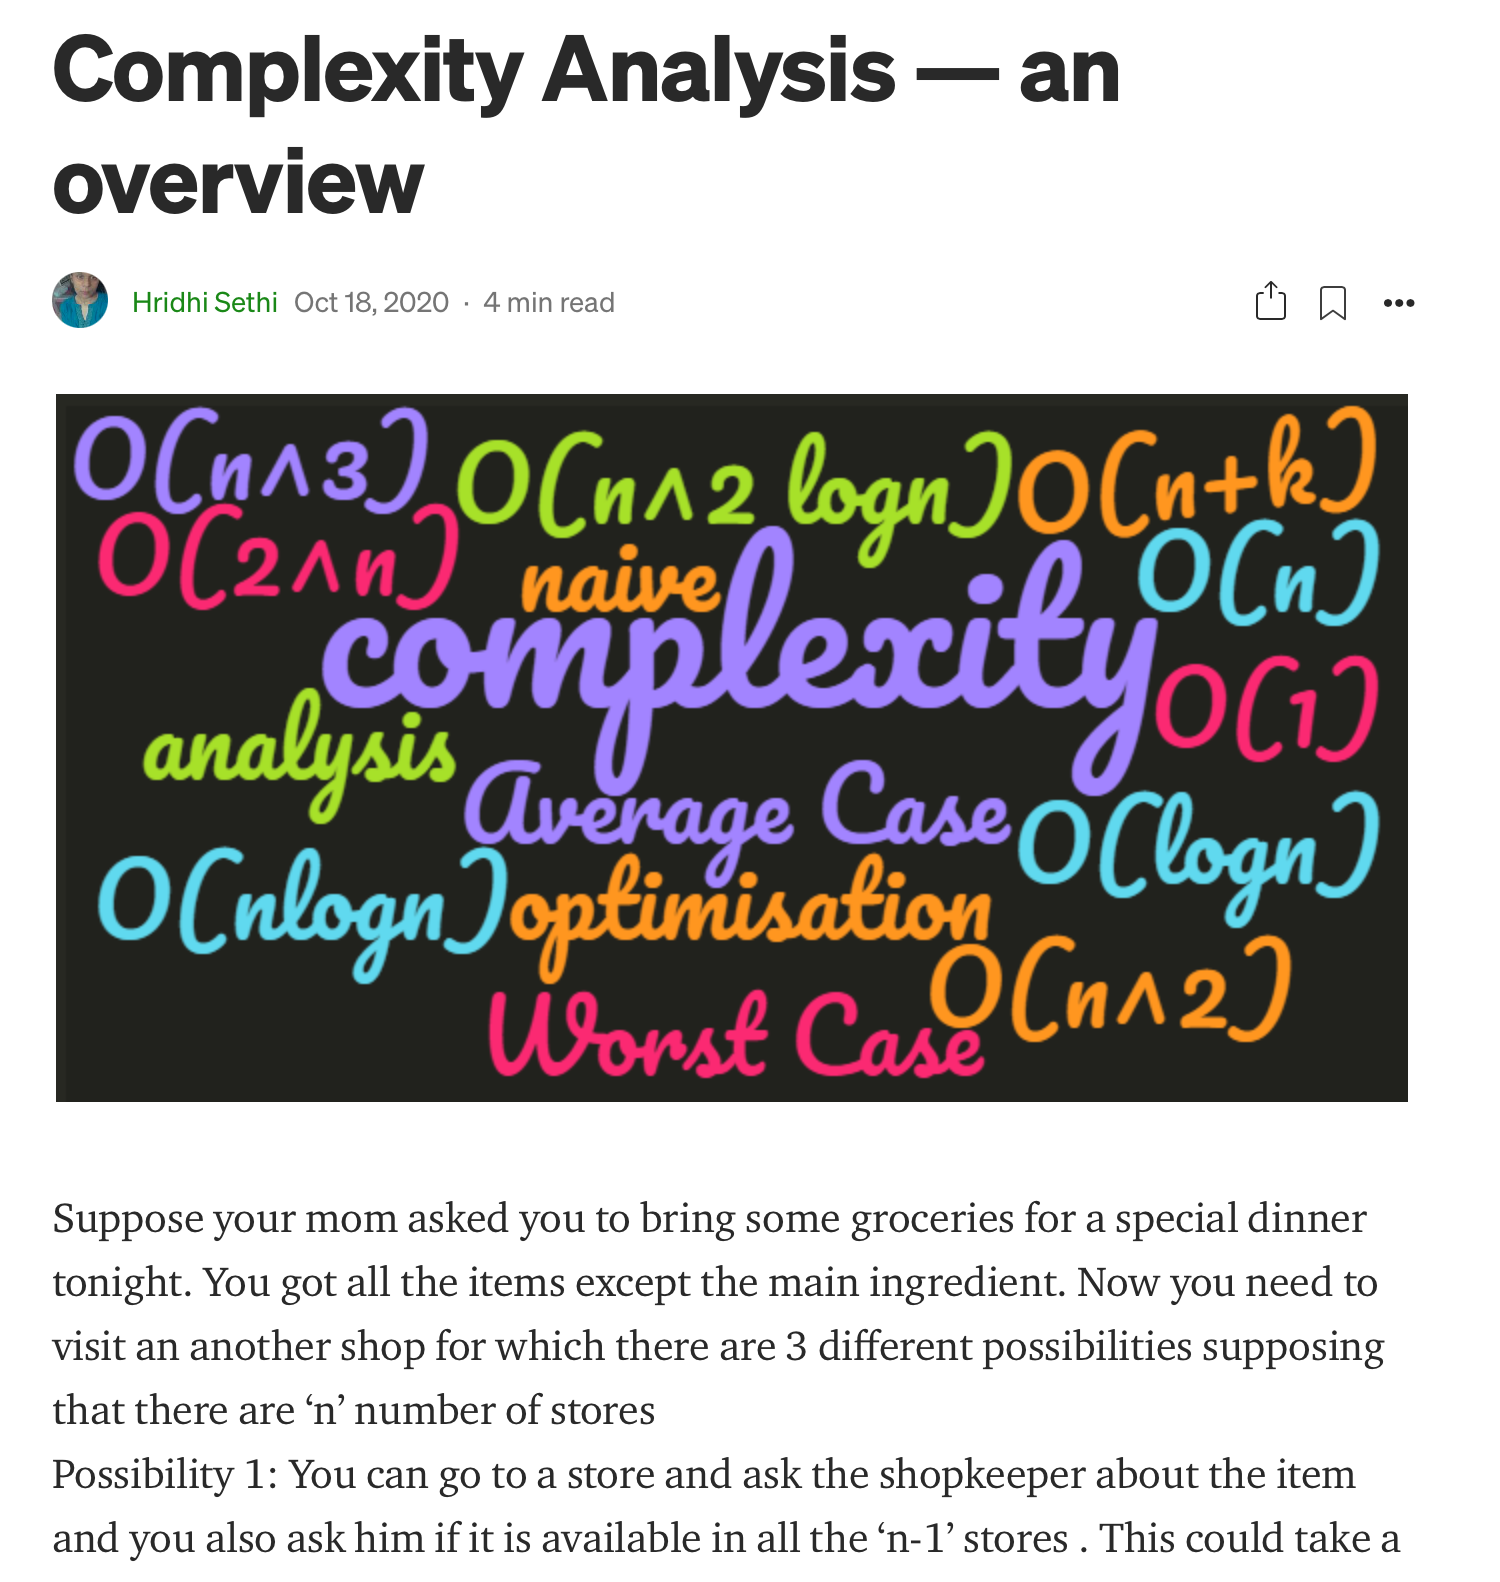 Complexity Analysis — an
overview
Hridhi Sethi Oct 18, 2020 · 4 min read
O(n^3) O(n^2 logn) O(n+k)
O(2^n) naive O(n)
complexity
O(1)
analysis
Average Case O(logn)
O(nlogn) optimisation
O(n^2)
Worst Case
Suppose your mom asked you to bring some groceries for a special dinner
tonight. You got all the items except the main ingredient. Now you need to
visit an another shop for which there are 3 different possibilities supposing
that there are ‘n’ number of stores
Possibility 1: You can go to a store and ask the shopkeeper about the item
and you also ask him if it is available in all the ‘n-1’ stores . This could take a